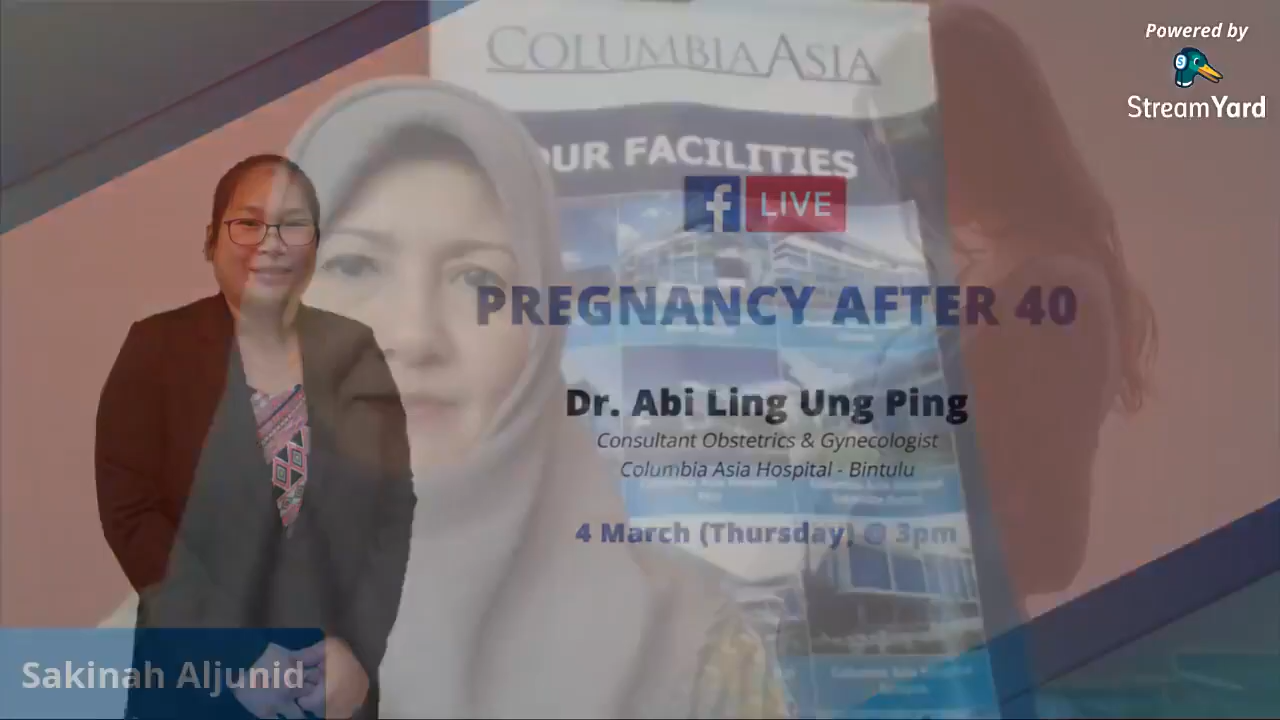 Powered by
StreamYard
COLUMBIA ASIA
OUR FACILITIES
LIVE
PREGNANCY AFTER 40
Dr. Abi Ling Ung Ping
Consultant Obstetrics & Gynecologist
Columbia Asia Hospital - Bintulu
4 March (Thursday) @ 3pm
Sakinah Aljunid